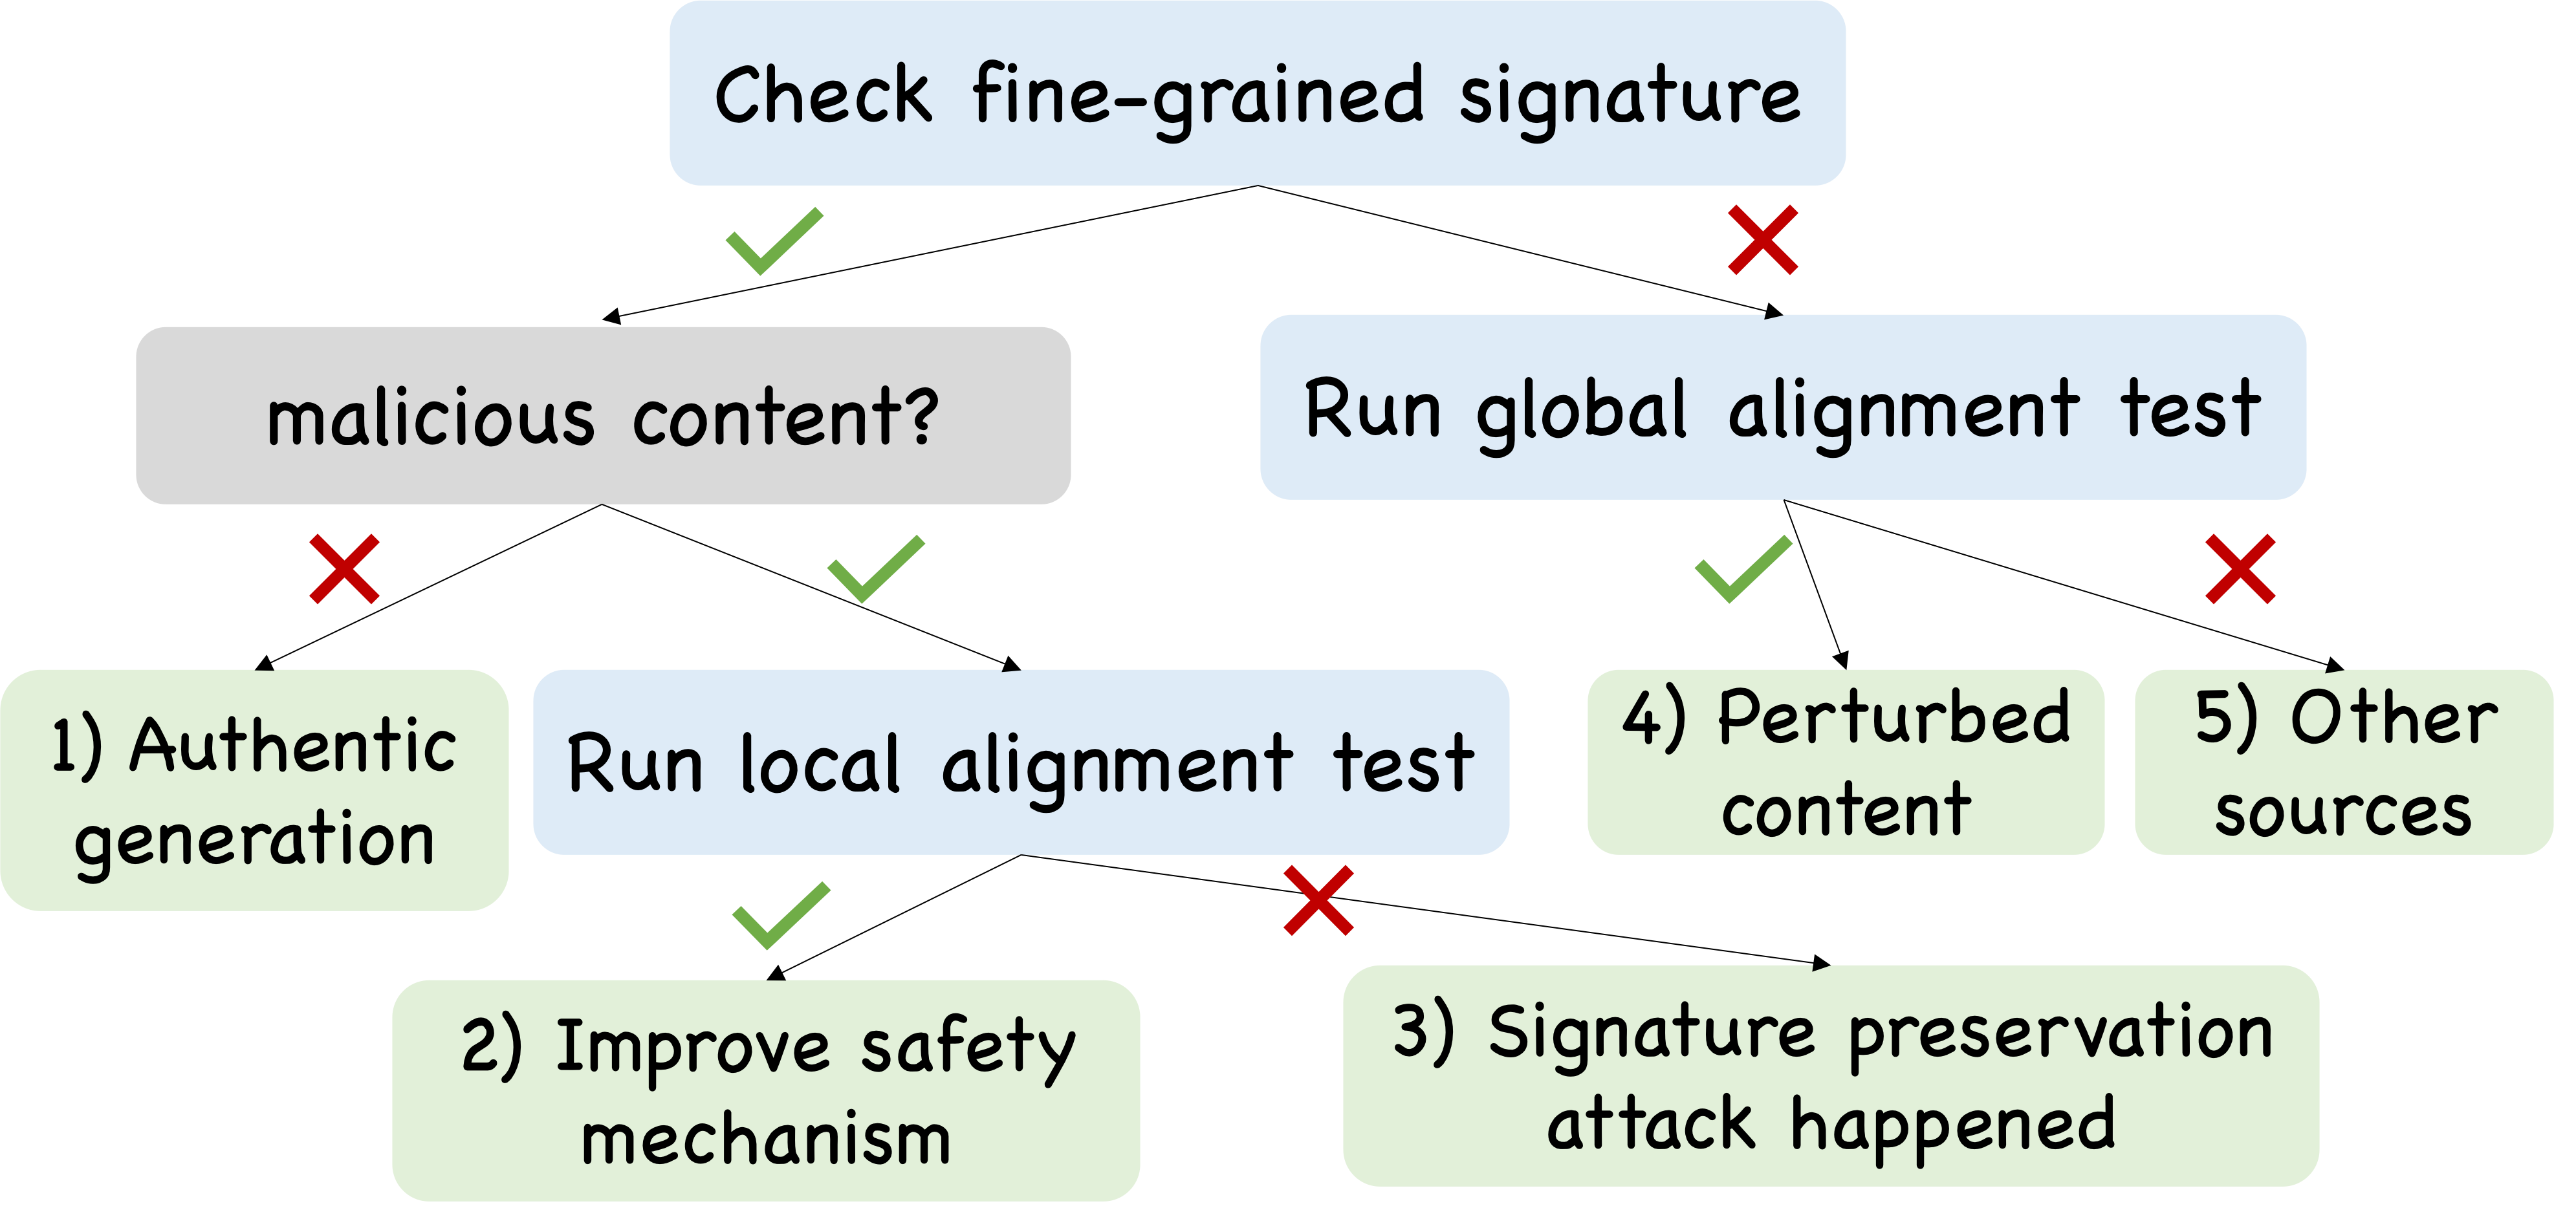 Check fine-grained signature
malicious content?
Run global alignment test
1) Authentic
generation
Run local alignment test
4) Perturbed
content
5) Other
sources
2) Improve safety
mechanism
3) Signature preservation
attack happened